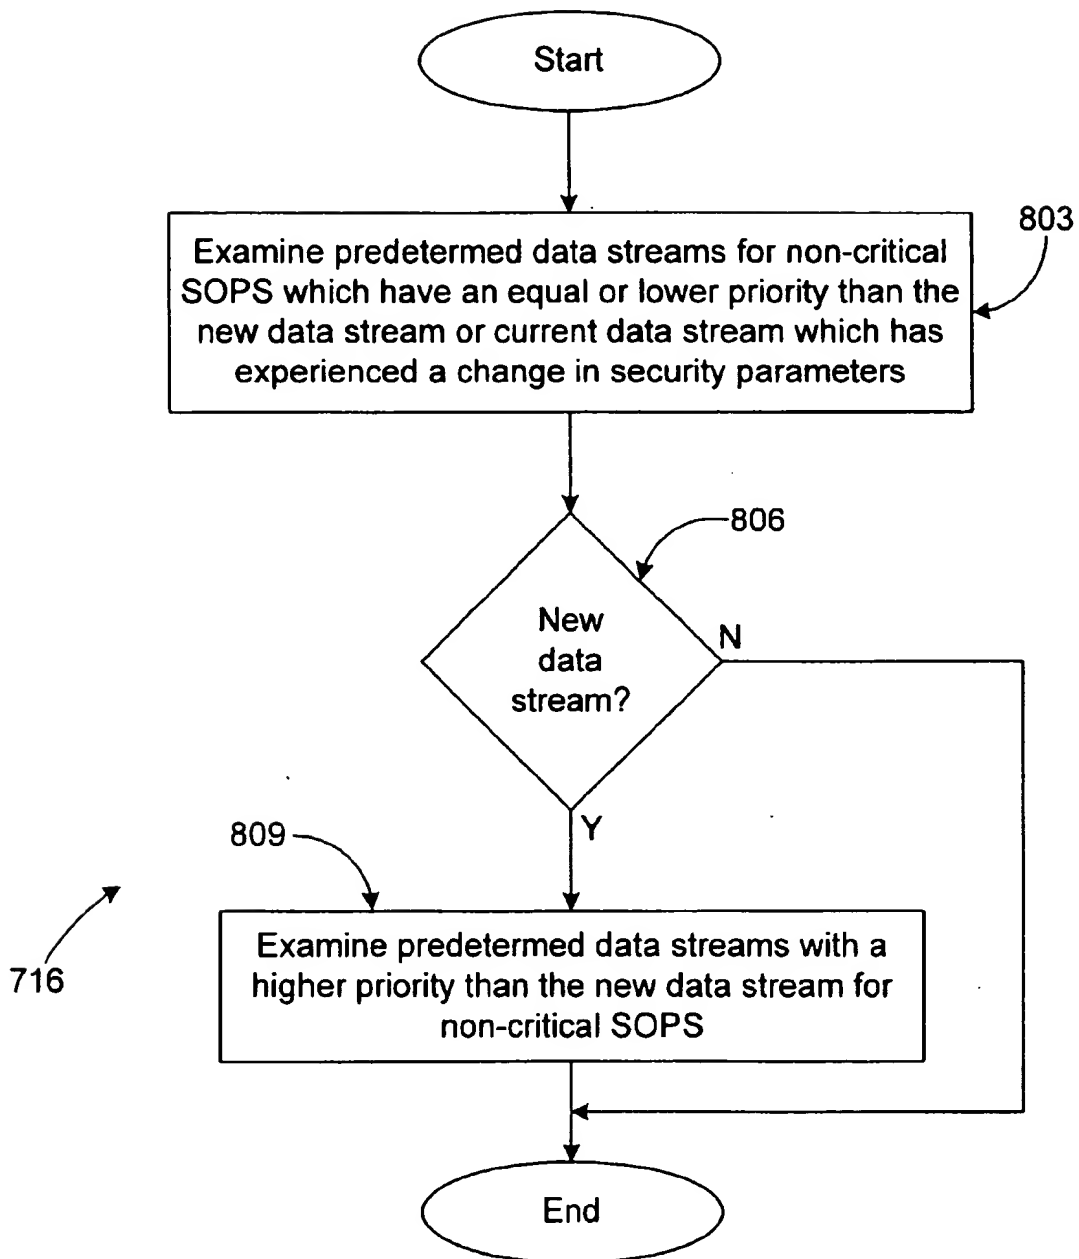 Start
803
Examine predetermed data streams for non-critical
SOPS which have an equal or lower priority than the
new data stream or current data stream which has
experienced a change in security parameters
806
New
data
stream?
N
Y
809
Examine predetermed data streams with a
higher priority than the new data stream for
non-critical SOPS
716
End